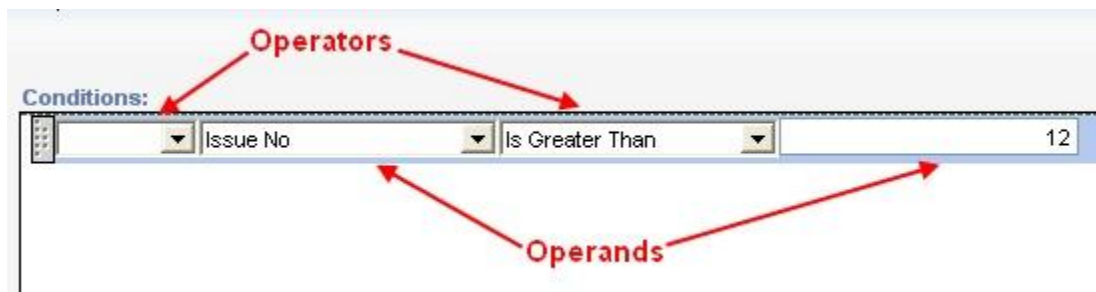 Operators
Conditions:
Issue No Is Greater Than 12
Operands